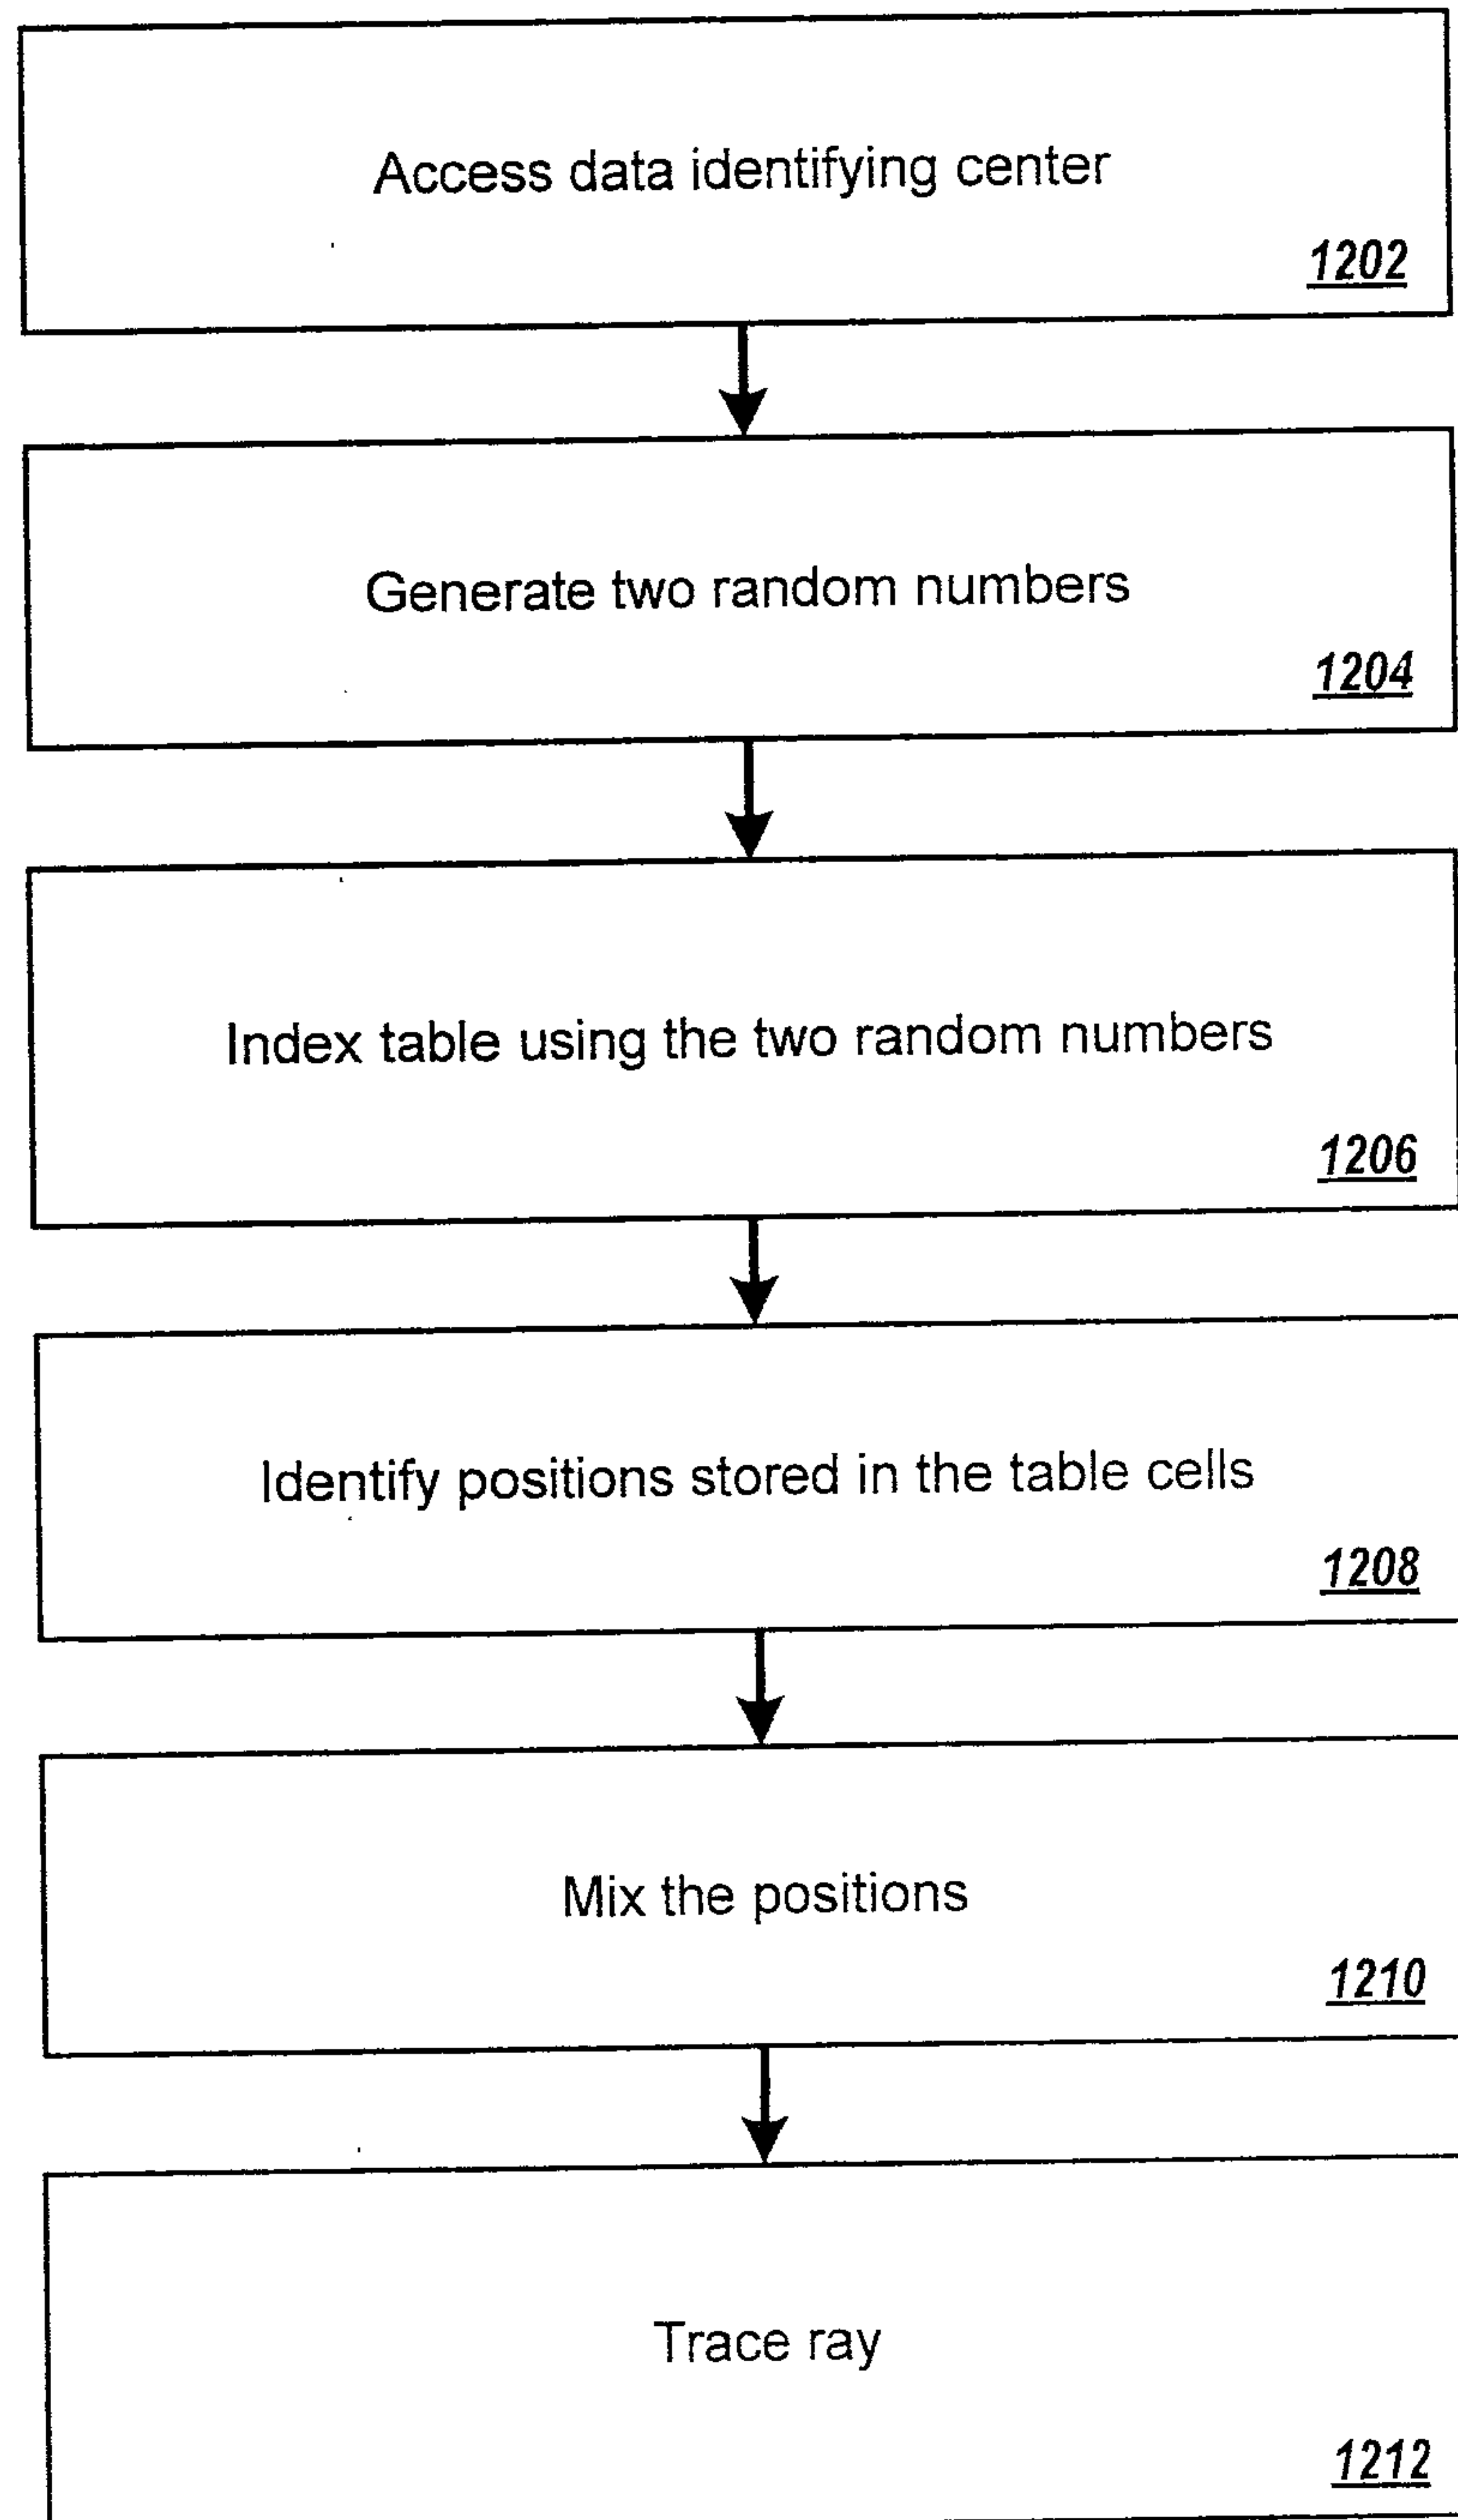 Access data identifying center
1202
Generate two random numbers
1204
Index table using the two random numbers
1206
Identify positions stored in the table cells
1208
Mix the positions
1210
Trace ray
1212